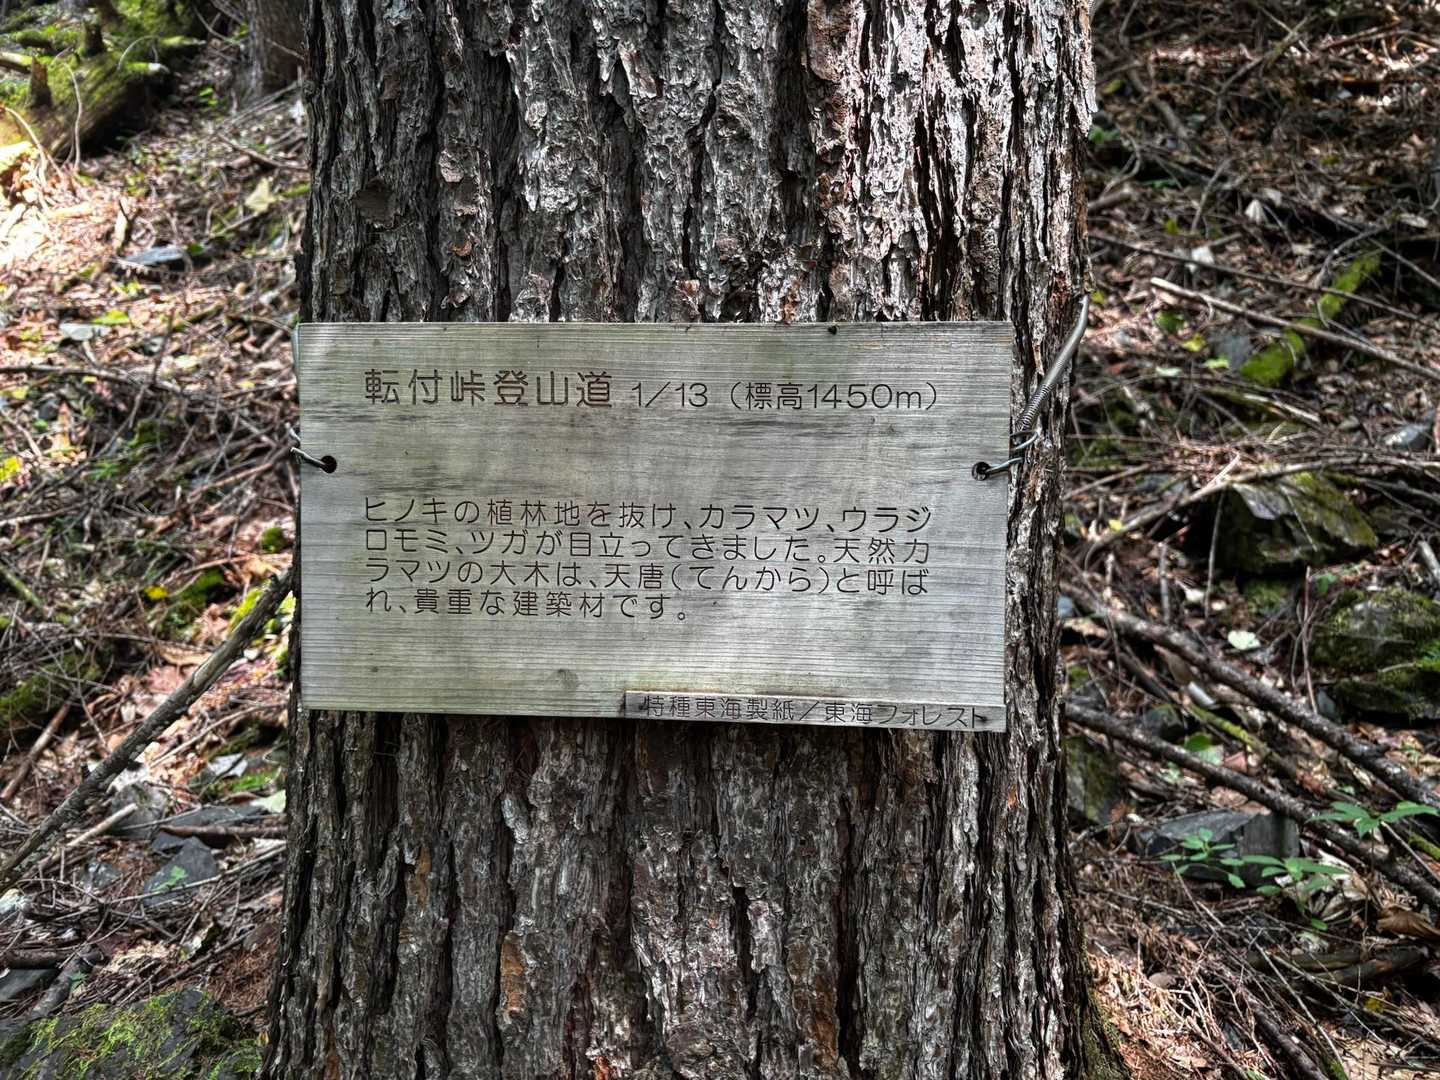 転付峠登山道 1/13（標高1450m）
ヒノキの植林地を抜け、カラマツ、ウラジ
ロモミ、ツガが目立ってきました。天然カ
ラマツの大木は、天唐（てんから）と呼ば
れ、貴重な建築材です。
特種東海製紙／東海フォレスト